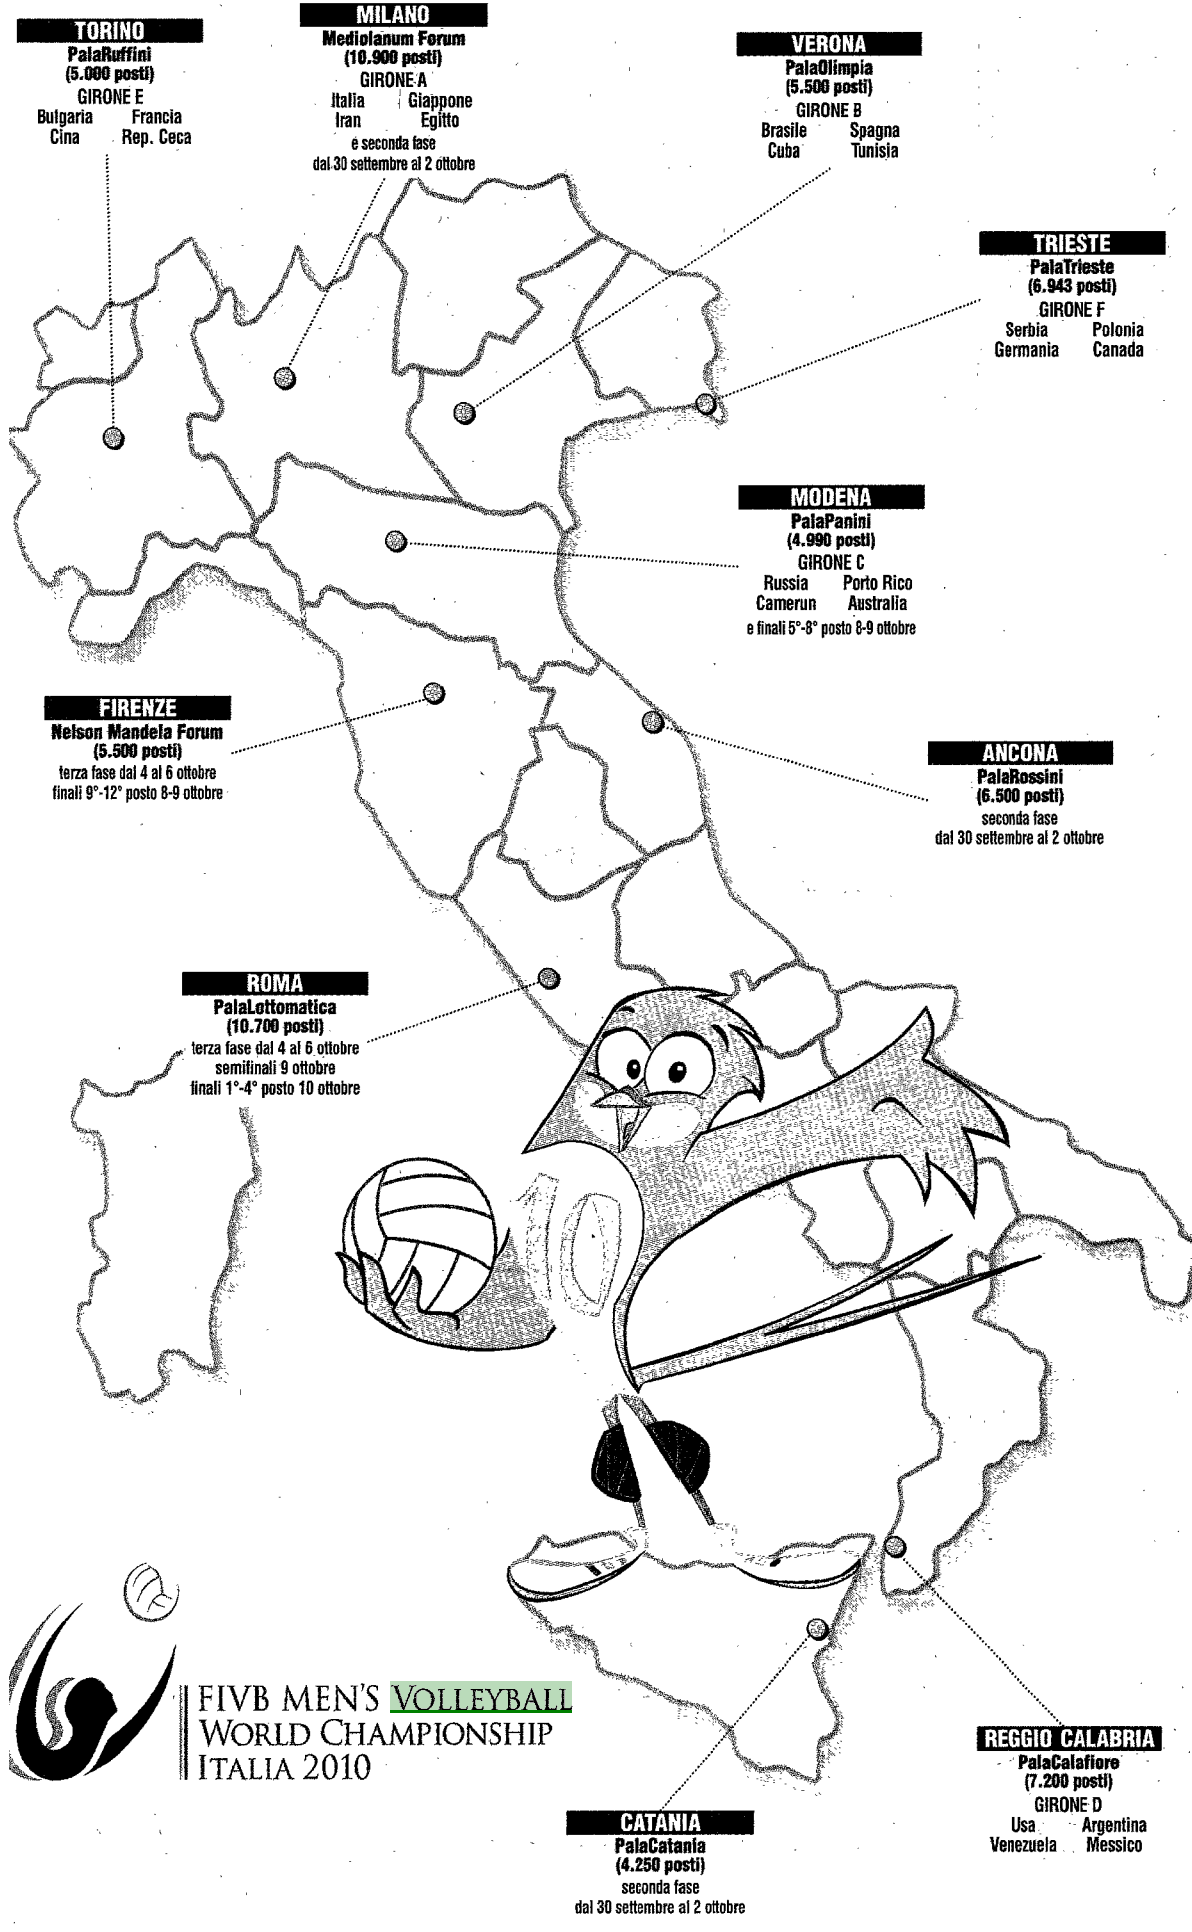 TORINO
PalaRuffini
(5.000 posti)
GIRONE E
Bulgaria Francia
Cina Rep. Ceca
MILANO
Mediolanum Forum
(10.900 posti)
GIRONE A
Italia Giappone
Iran Egitto
e seconda fase
dal 30 settembre al 2 ottobre
VERONA
PalaOlimpia
(5.500 posti)
GIRONE B
Brasile Spagna
Cuba Tunisia
TRIESTE
PalaTrieste
(6.943 posti)
GIRONE F
Serbia Polonia
Germania Canada
MODENA
PalaPanini
(4.990 posti)
GIRONE C
Russia Porto Rico
Camerun Australia
e finali 5°-8° posto 8-9 ottobre
FIRENZE
Nelson Mandela Forum
(5.500 posti)
terza fase dal 4 al 6 ottobre
finali 9°-12° posto 8-9 ottobre
ANCONA
PalaRossini
(6.500 posti)
seconda fase
dal 30 settembre al 2 ottobre
ROMA
PalaLottomatica
(10.700 posti)
terza fase dal 4 al 6 ottobre
semifinali 9 ottobre
finali 1°-4° posto 10 ottobre
10
FIVB MEN'S VOLLEYBALL
WORLD CHAMPIONSHIP
ITALIA 2010
REGGIO CALABRIA
PalaCalafiore
(7.200 posti)
GIRONE D
Usa Argentina
Venezuela Messico
CATANIA
PalaCatania
(4.250 posti)
seconda fase
dal 30 settembre al 2 ottobre